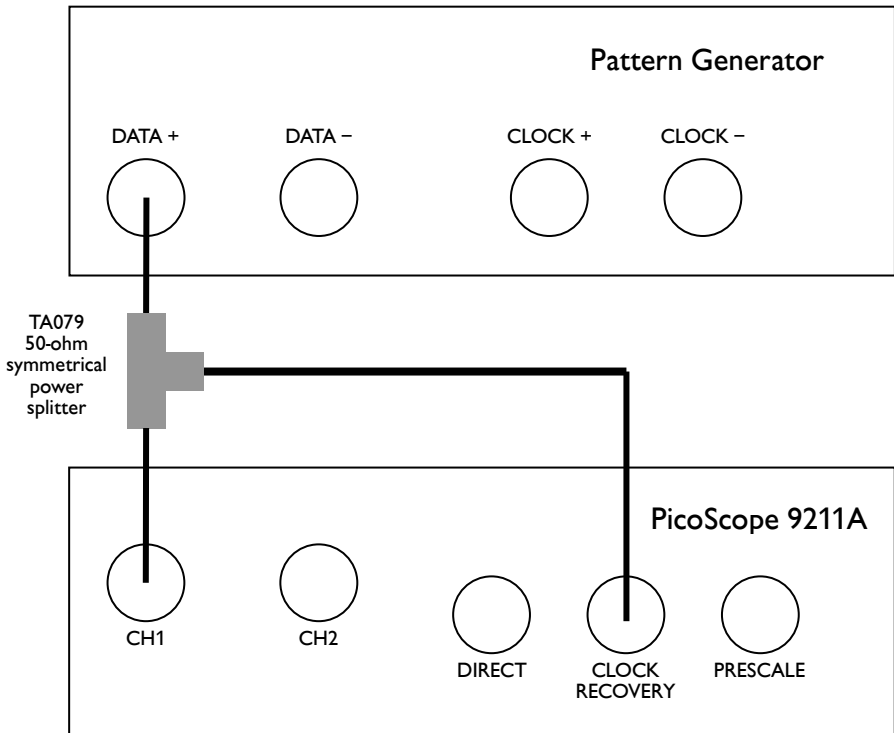 Pattern Generator
DATA +
DATA −
CLOCK +
CLOCK −
TA079
50-ohm
symmetrical
power
splitter
PicoScope 9211A
CH1
CH2
DIRECT
CLOCK
RECOVERY
PRESCALE